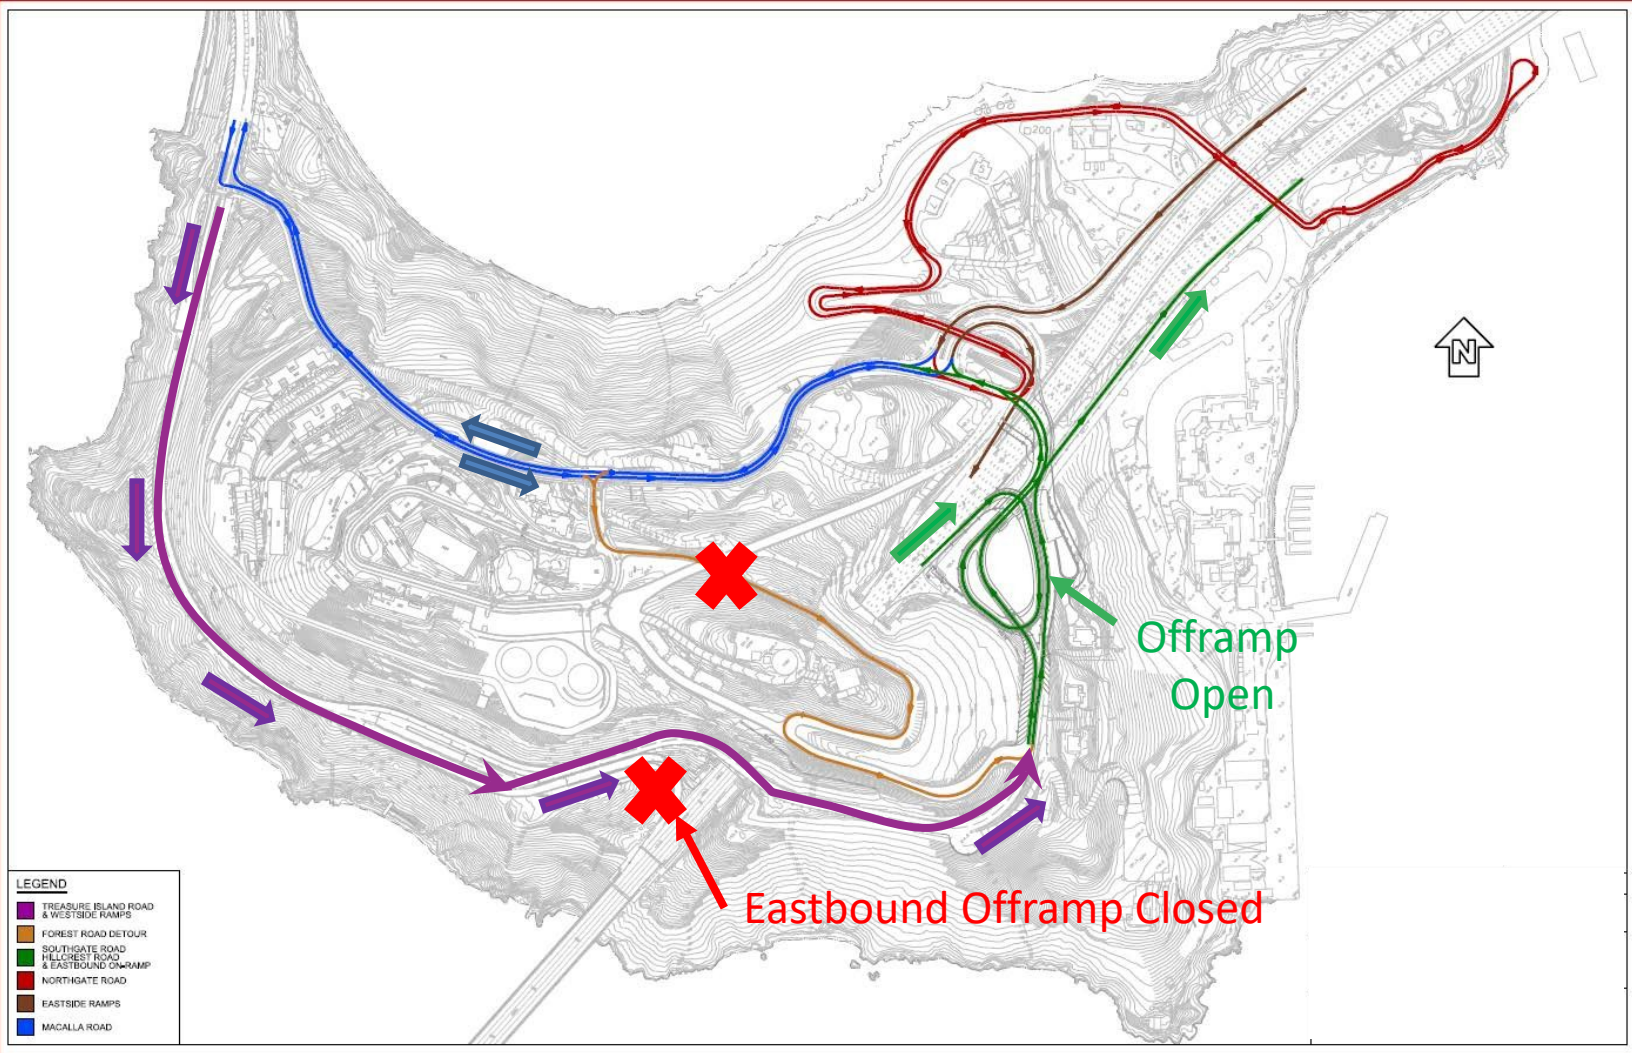 N
Offramp
Open
Eastbound Offramp Closed
LEGEND
TREASURE ISLAND ROAD
& WESTSIDE RAMPS
FOREST ROAD DETOUR
SOUTHGATE ROAD
HILLCREST ROAD
& EASTBOUND ON-RAMP
NORTHGATE ROAD
EASTSIDE RAMPS
MACALLA ROAD